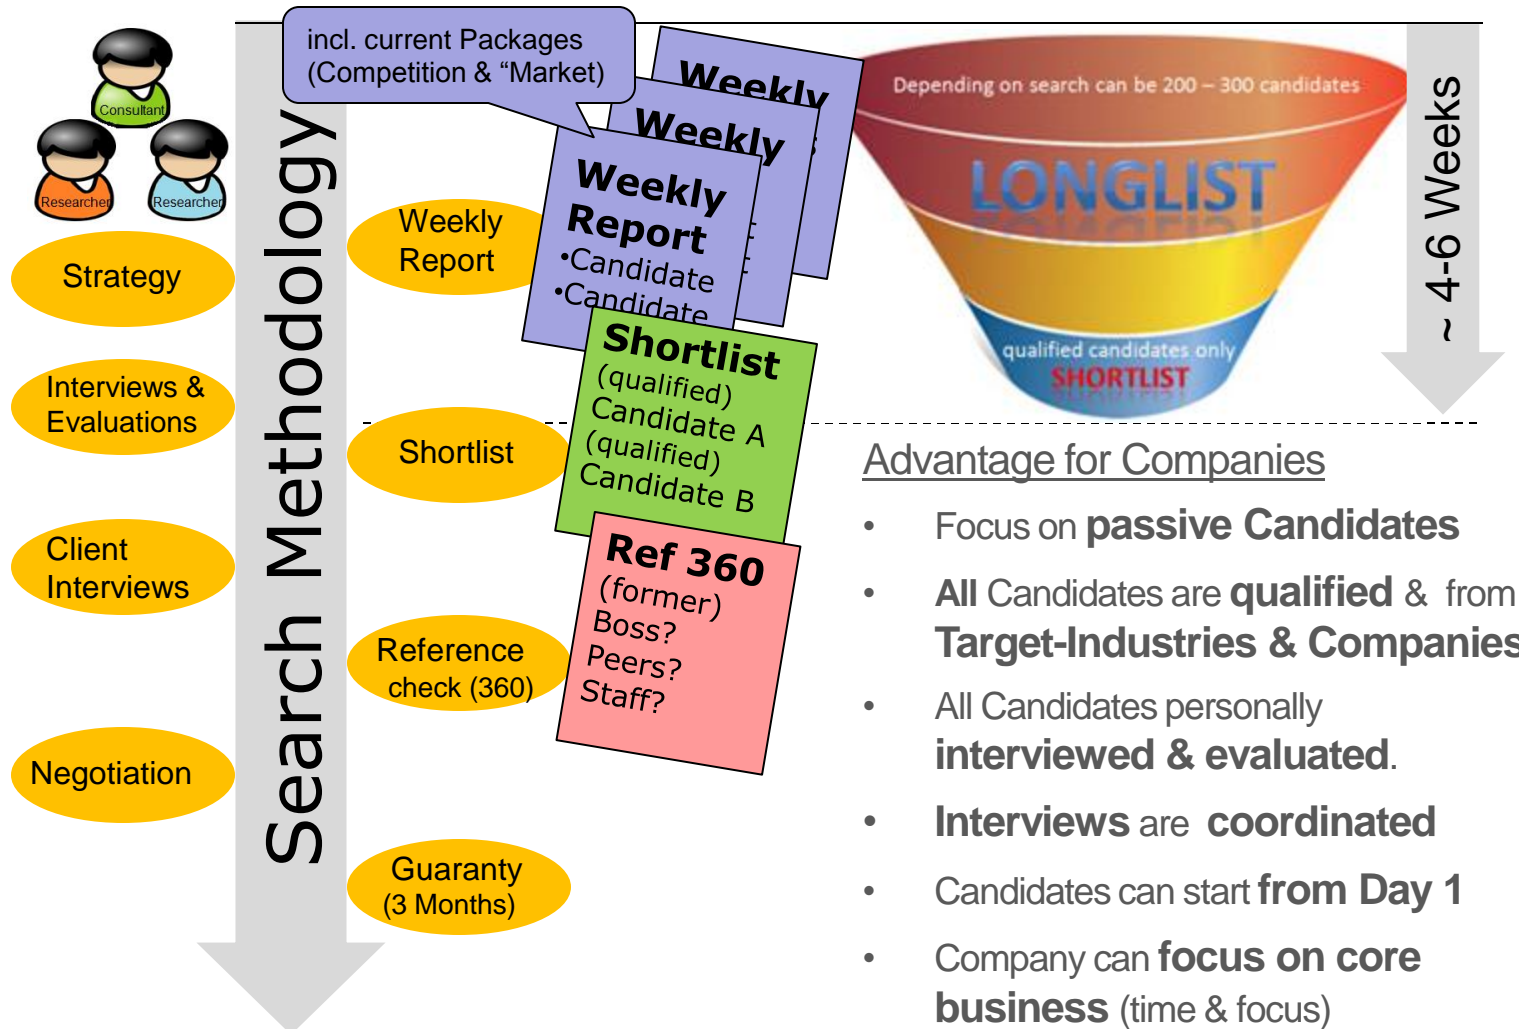 Consultant
Researcher
Researcher
Strategy
Interviews &
Evaluations
Client
Interviews
Negotiation
Search Methodology
incl. current Packages
(Competition & “Market)
Weekly
Report
Weekly
Weekly
Weekly
Report
•Candidate
•Candidate
Shortlist
Shortlist
(qualified)
Candidate A
(qualified)
Candidate B
Reference
check (360)
Ref 360
(former)
Boss?
Peers?
Staff?
Guaranty
(3 Months)
Depending on search can be 200 – 300 candidates
LONGLIST
qualified candidates only
SHORTLIST
~ 4-6 Weeks
Advantage for Companies
• Focus on passive Candidates
• All Candidates are qualified & from
Target-Industries & Companies
• All Candidates personally
interviewed & evaluated.
• Interviews are coordinated
• Candidates can start from Day 1
• Company can focus on core
business (time & focus)